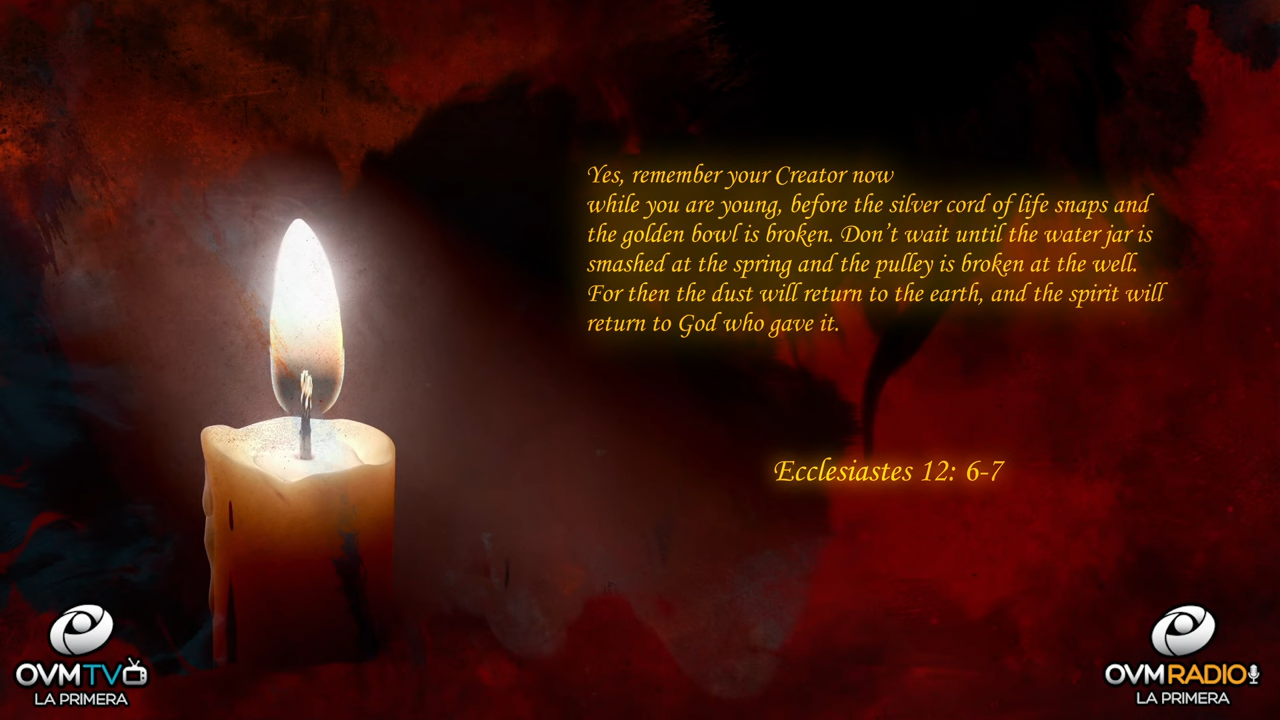 Yes, remember your Creator now
while you are young, before the silver cord of life snaps and
the golden bowl is broken. Don’t wait until the water jar is
smashed at the spring and the pulley is broken at the well.
For then the dust will return to the earth, and the spirit will
return to God who gave it.
Ecclesiastes 12: 6-7
OVMTV
LA PRIMERA
OVMRADIO
LA PRIMERA